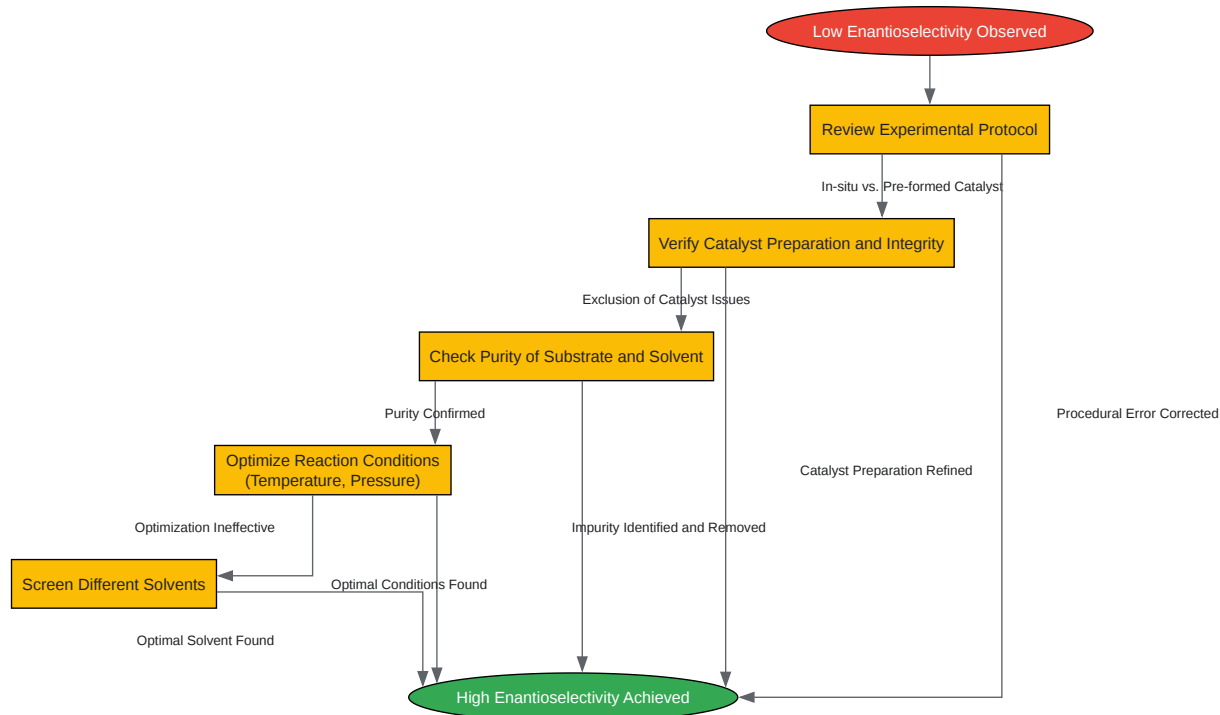 Low Enantioselectivity Observed
Review Experimental Protocol
In-situ vs. Pre-formed Catalyst
Verify Catalyst Preparation and Integrity
Exclusion of Catalyst Issues
Check Purity of Substrate and Solvent
Purity Confirmed
Procedural Error Corrected
Optimize Reaction Conditions
(Temperature, Pressure)
Catalyst Preparation Refined
Optimization Ineffective
Impurity Identified and Removed
Screen Different Solvents
Optimal Conditions Found
Optimal Solvent Found
High Enantioselectivity Achieved